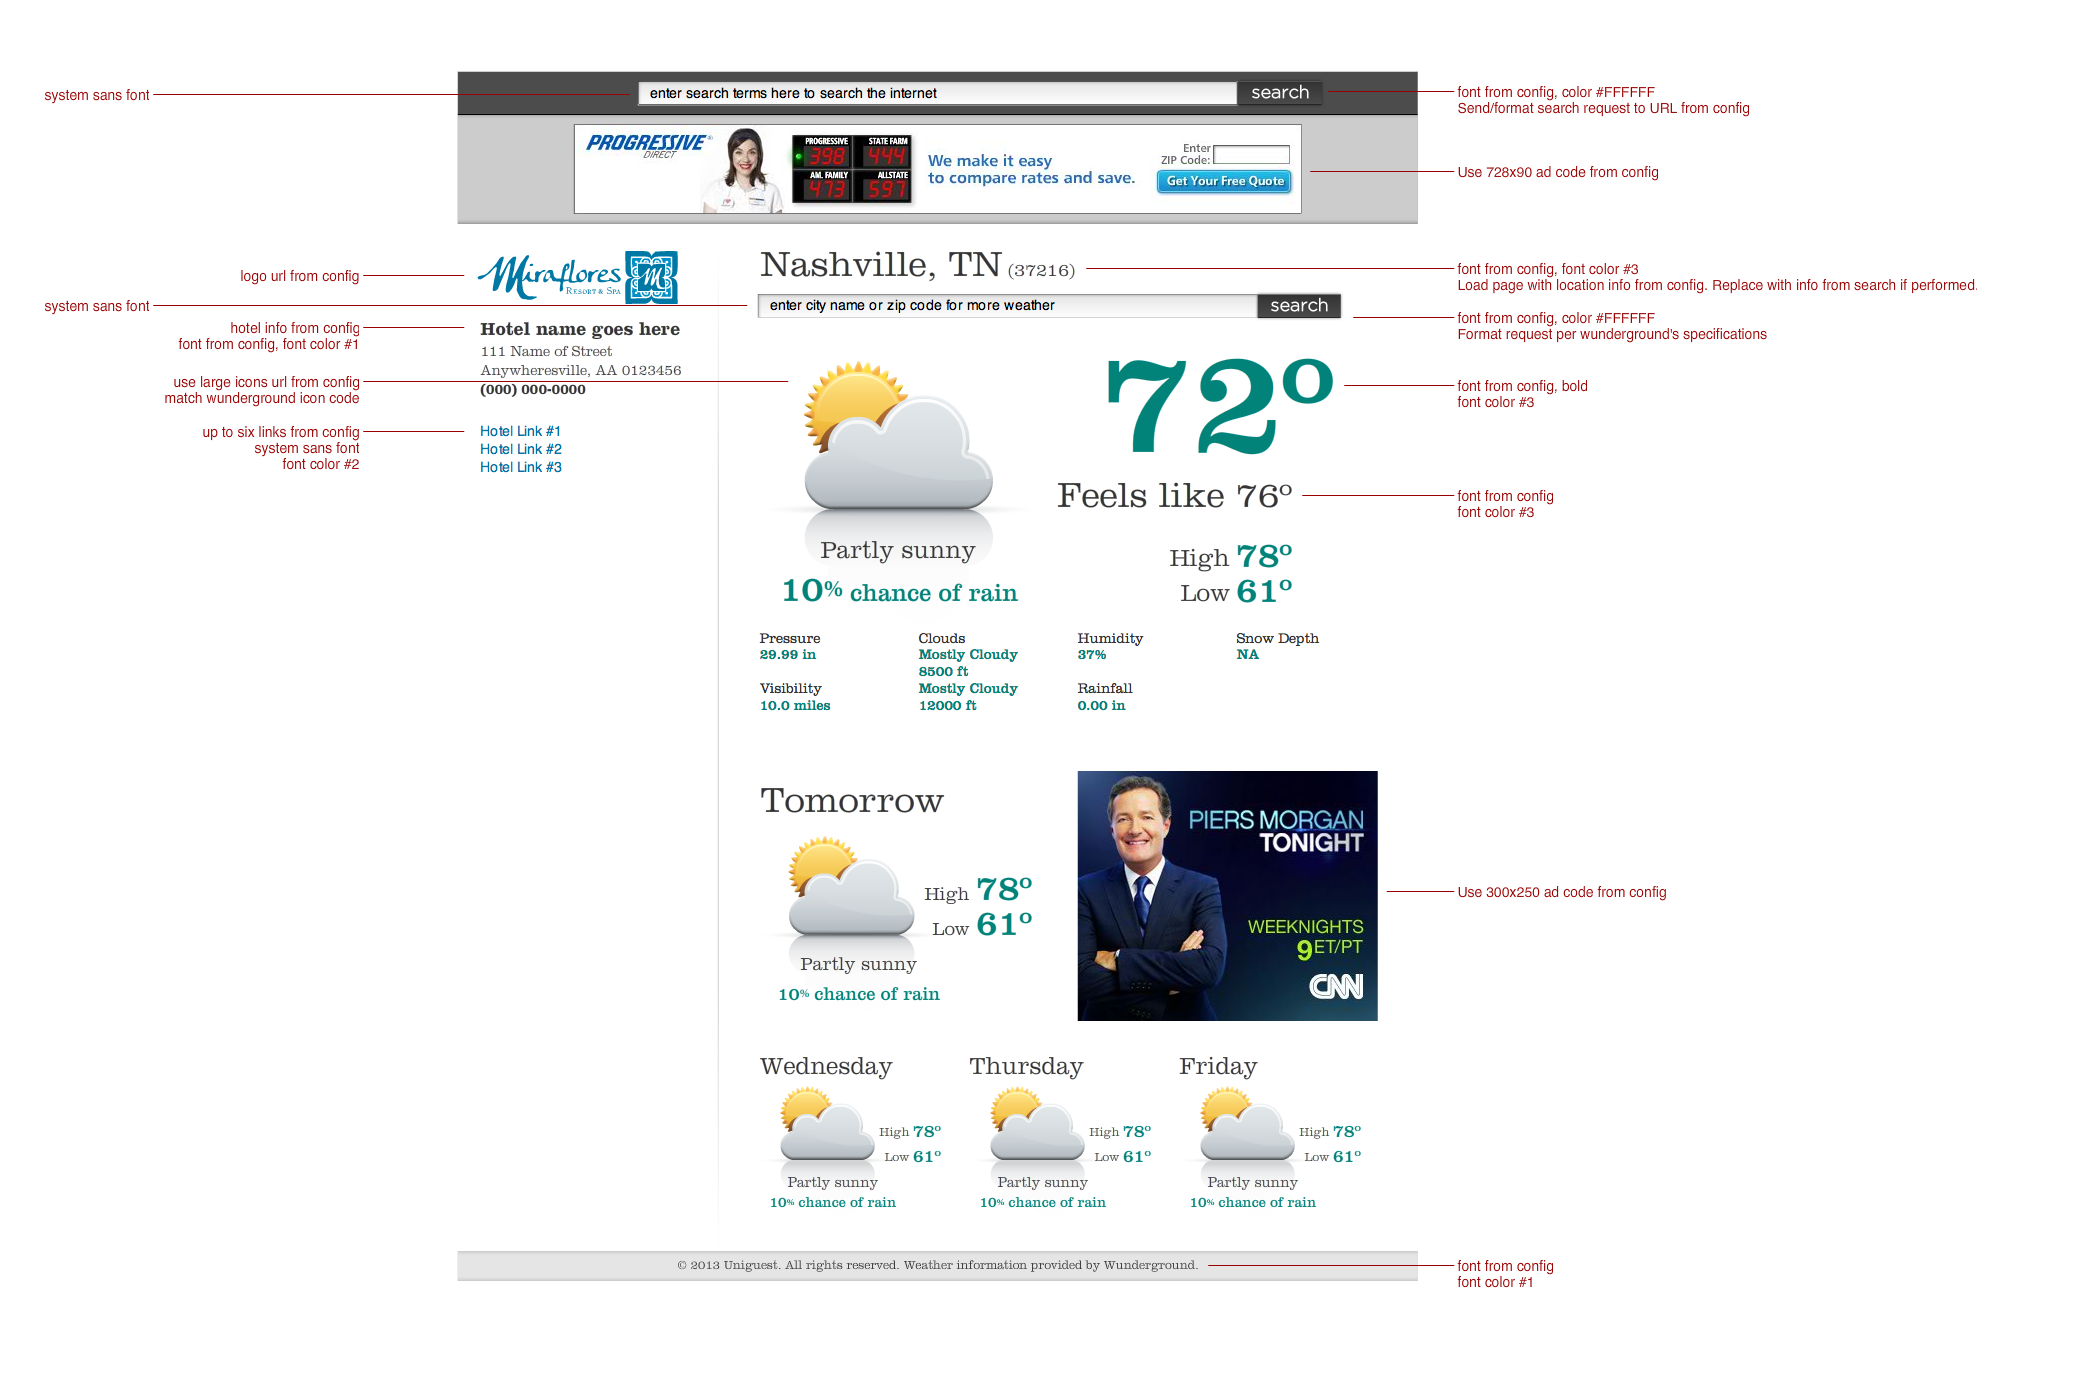 system sans font
enter search terms here to search the internet
search
font from config, color #FFFFFF
Send/format search request to URL from config
PROGRESSIVE®
DIRECT
PROGRESSIVE
398
STATE FARM
444
AM. FAMILY
473
ALLSTATE
597
We make it easy
to compare rates and save.
Enter
ZIP Code:
Get Your Free Quote
Use 728x90 ad code from config
logo url from config
Miraflores
RESORT & SPA
M
Nashville, TN (37216)
font from config, font color #3
Load page with location info from config. Replace with info from search if performed.
system sans font
enter city name or zip code for more weather
search
font from config, color #FFFFFF
Format request per wunderground's specifications
hotel info from config
font from config, font color #1
Hotel name goes here
111 Name of Street
Anywheresville, AA 0123456
(000) 000-0000
use large icons url from config
match wunderground icon code
72º
font from config, bold
font color #3
up to six links from config
system sans font
font color #2
Hotel Link #1
Hotel Link #2
Hotel Link #3
Feels like 76º
font from config
font color #3
Partly sunny
10% chance of rain
High 78º
Low 61º
Pressure
29.99 in
Visibility
10.0 miles
Clouds
Mostly Cloudy
8500 ft
Mostly Cloudy
12000 ft
Humidity
37%
Rainfall
0.00 in
Snow Depth
NA
Tomorrow
High 78º
Low 61º
Partly sunny
10% chance of rain
PIERS MORGAN
TONIGHT
WEEKNIGHTS
9ET/PT
CNN
Use 300x250 ad code from config
Wednesday
High 78º
Low 61º
Partly sunny
10% chance of rain
Thursday
High 78º
Low 61º
Partly sunny
10% chance of rain
Friday
High 78º
Low 61º
Partly sunny
10% chance of rain
© 2013 Uniguest. All rights reserved. Weather information provided by Wunderground.
font from config
font color #1